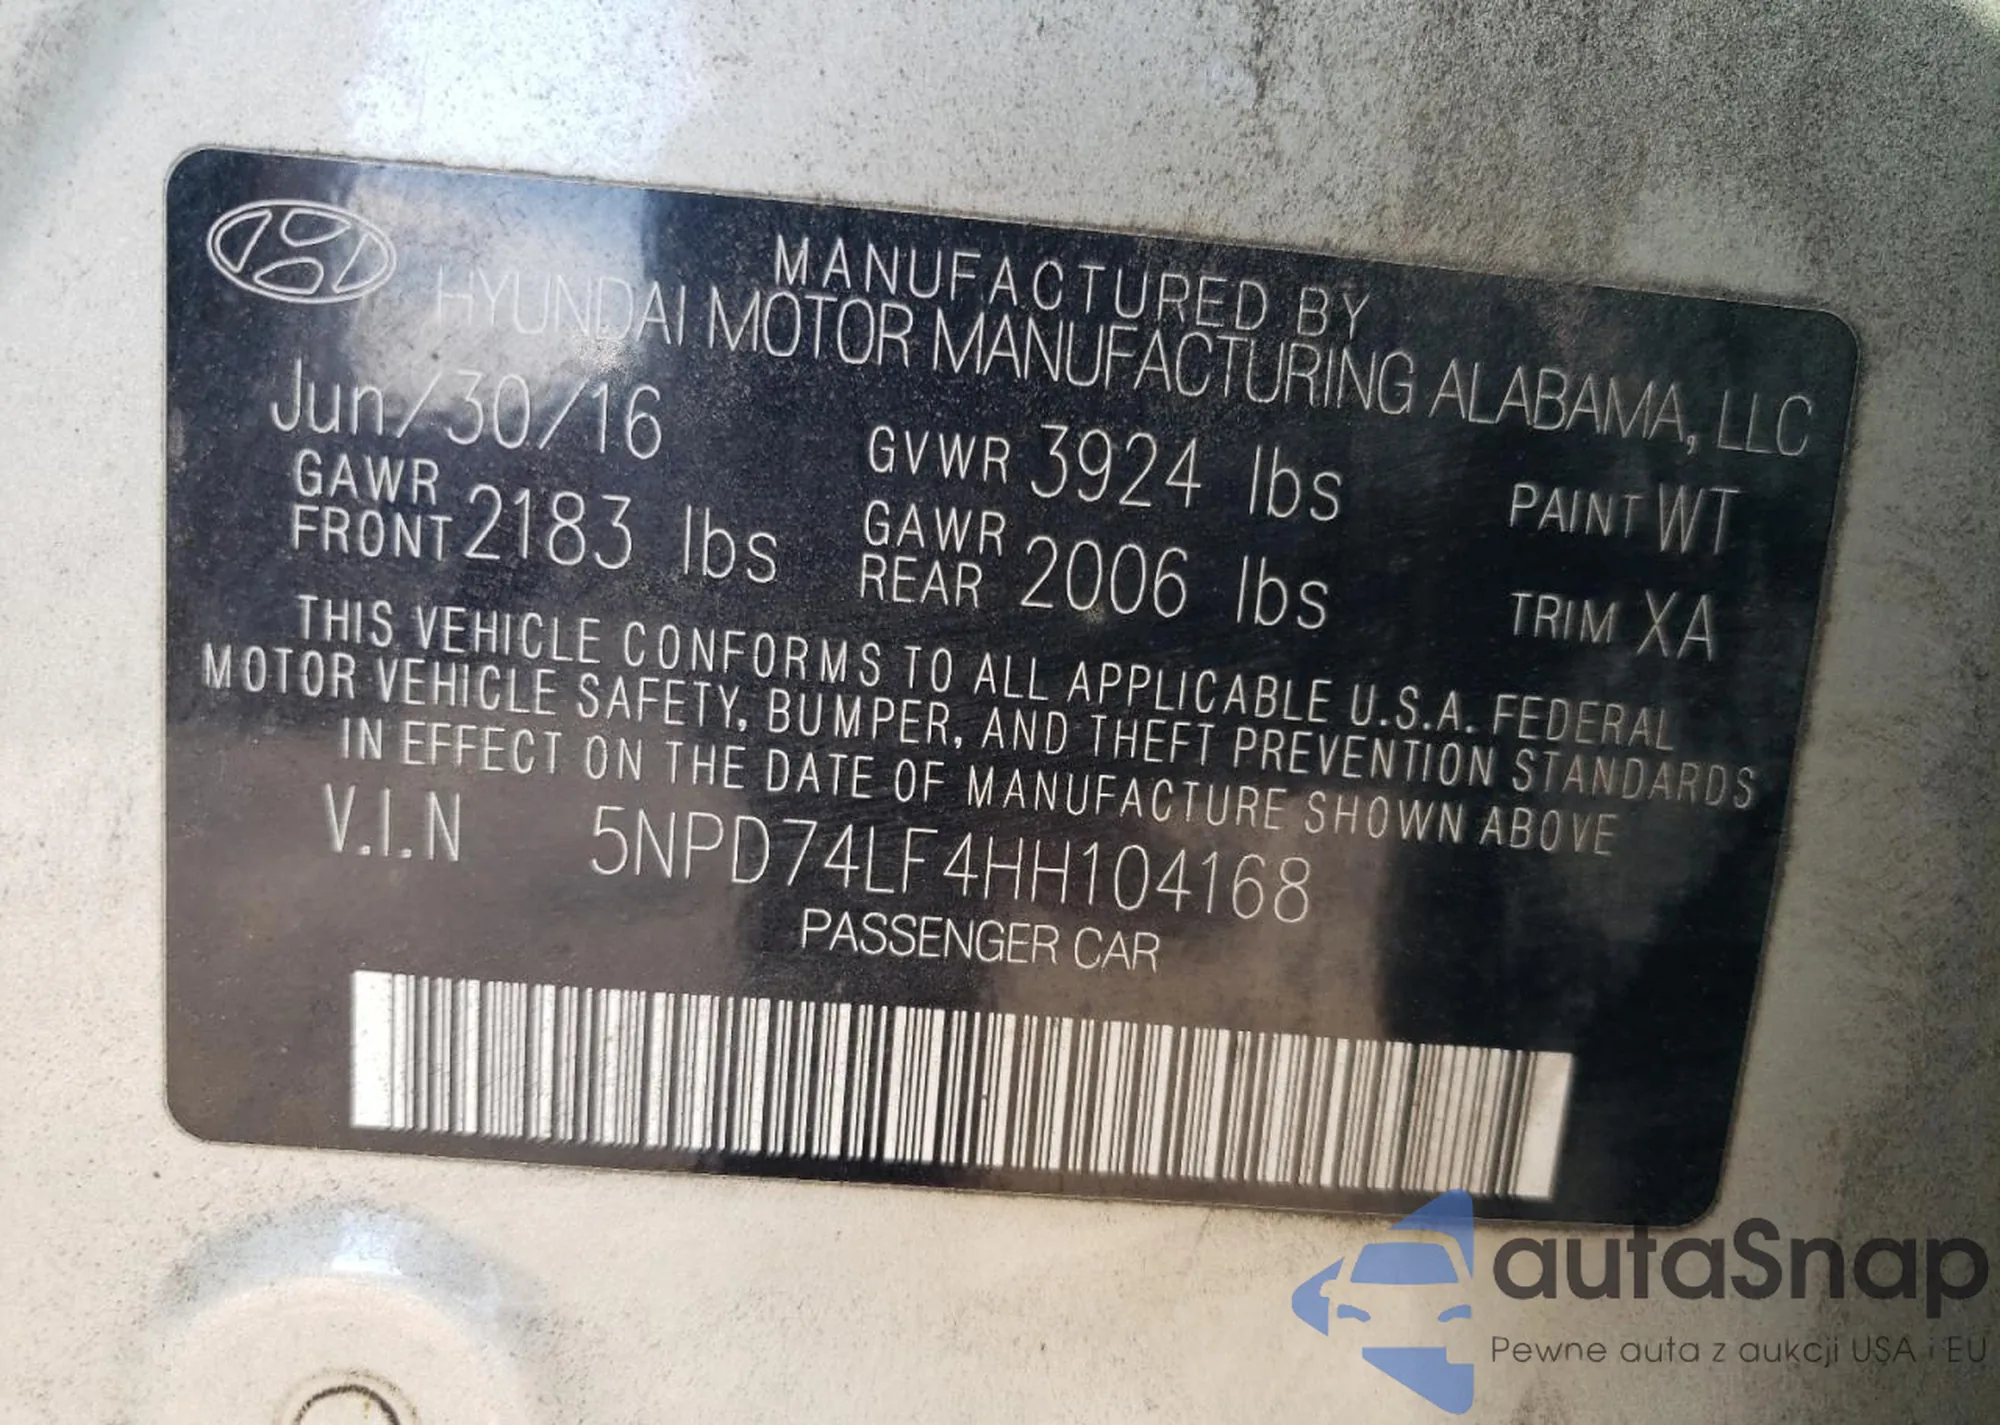 MANUFACTURED BY
HYUNDAI MOTOR MANUFACTURING ALABAMA, LLC
Jun/30/16 GVWR 3924 lbs PAINT WT
GAWR FRONT 2183 lbs GAWR REAR 2006 lbs TRIM XA
THIS VEHICLE CONFORMS TO ALL APPLICABLE U.S.A. FEDERAL
MOTOR VEHICLE SAFETY, BUMPER, AND THEFT PREVENTION STANDARDS
IN EFFECT ON THE DATE OF MANUFACTURE SHOWN ABOVE
V.I.N 5NPD74LF4HH104168
PASSENGER CAR
autaSnap
Pewne auta z aukcji USA i EU